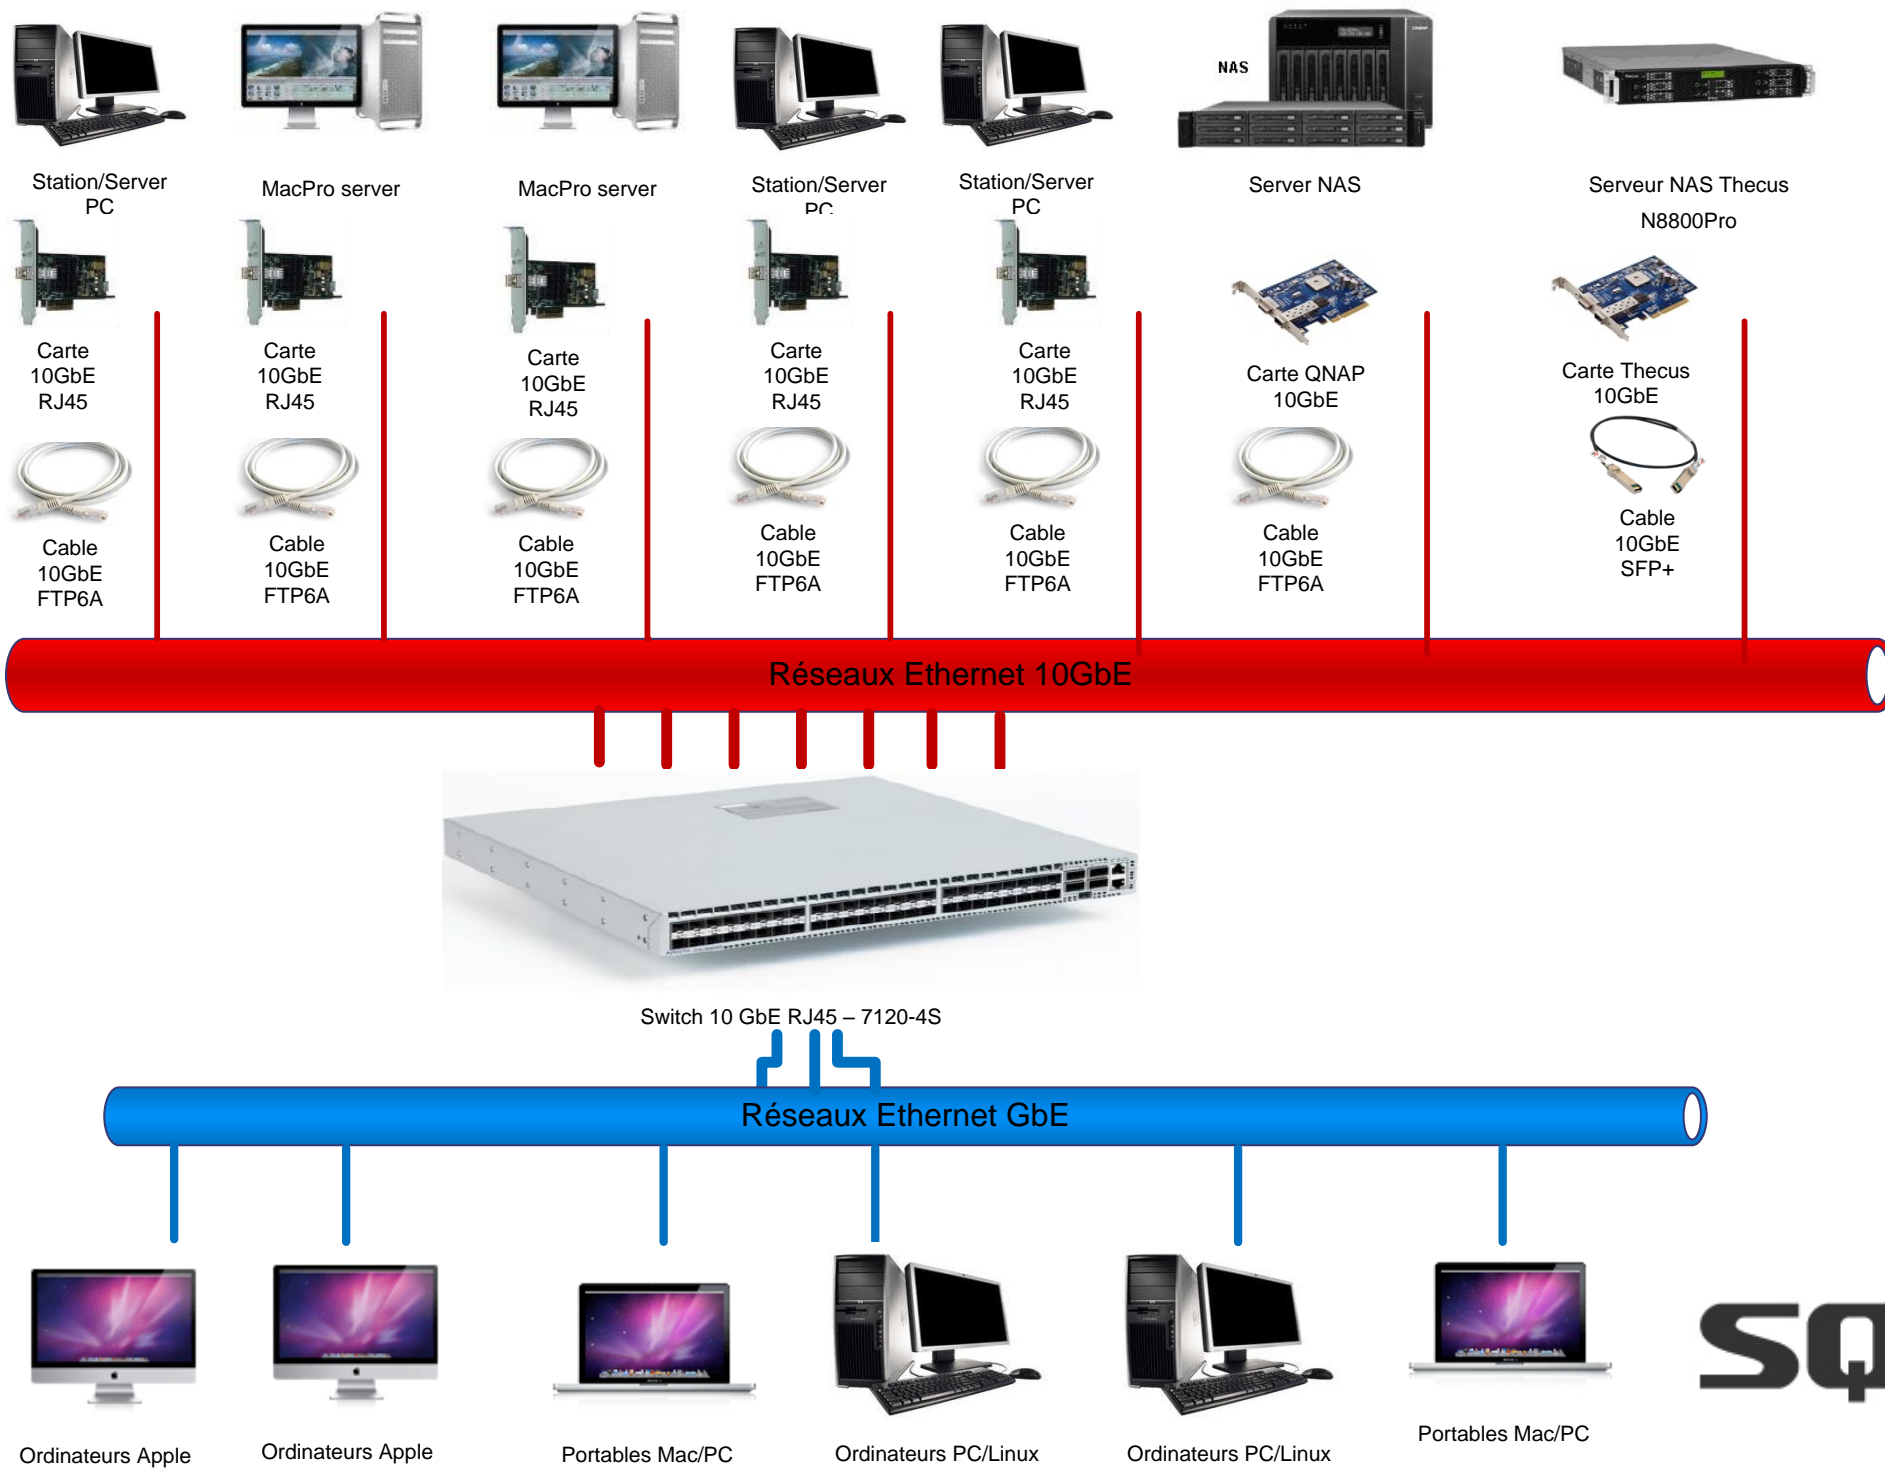 NAS
Station/Server
PC
MacPro server
MacPro server
Station/Server
PC
Station/Server
PC
Server NAS
Serveur NAS Thecus
N8800Pro
Carte
10GbE
RJ45
Carte
10GbE
RJ45
Carte
10GbE
RJ45
Carte
10GbE
RJ45
Carte
10GbE
RJ45
Carte QNAP
10GbE
Carte Thecus
10GbE
Cable
10GbE
FTP6A
Cable
10GbE
FTP6A
Cable
10GbE
FTP6A
Cable
10GbE
FTP6A
Cable
10GbE
FTP6A
Cable
10GbE
FTP6A
Cable
10GbE
SFP+
Réseaux Ethernet 10GbE
Switch 10 GbE RJ45 – 7120-4S
Réseaux Ethernet GbE
Ordinateurs Apple
Ordinateurs Apple
Portables Mac/PC
Ordinateurs PC/Linux
Ordinateurs PC/Linux
Portables Mac/PC
SQ